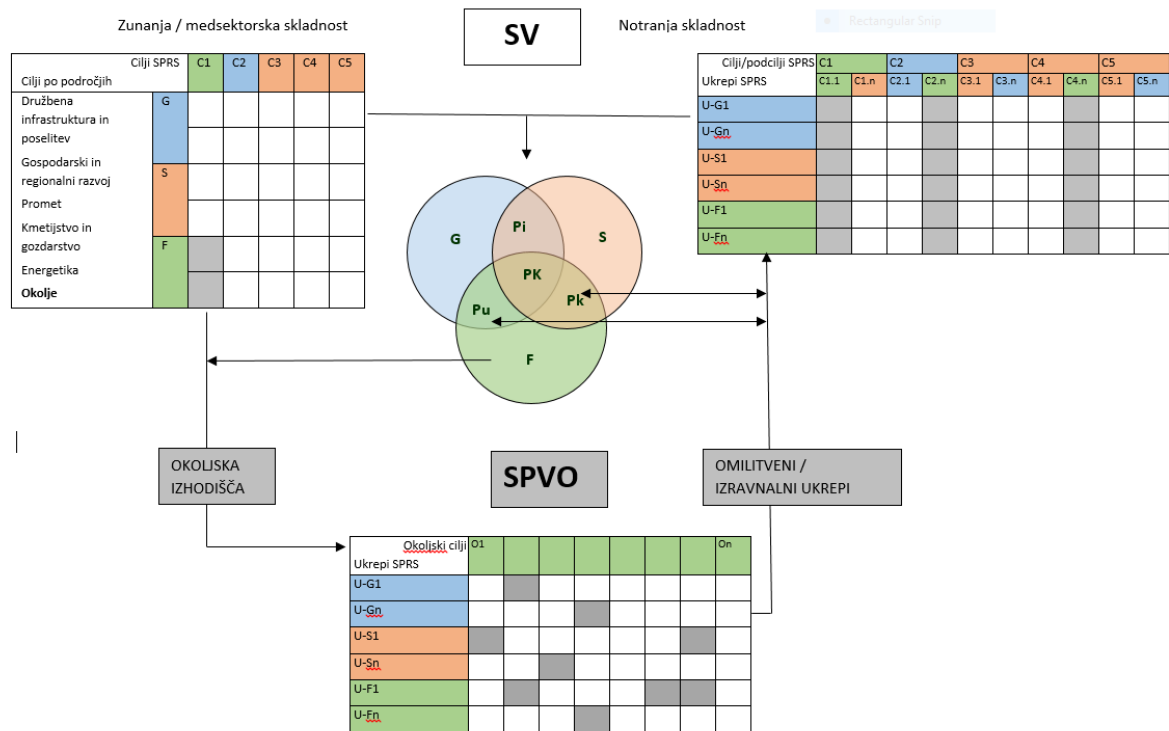 Zunanja / medsektorska skladnost
SV
Notranja skladnost
Rectangular Snip
Cilji SPRS
C1
C2
C3
C4
C5
Cilji po področjih
Družbena
infrastruktura in
poselitev
Gospodarski in
regionalni razvoj
Promet
Kmetijstvo in
gozdarstvo
Energetika
Okolje
G
S
F
Cilji/podcilji SPRS
C1
C2
C3
C4
C5
Ukrepi SPRS
C1.1
C1.n
C2.1
C2.n
C3.1
C3.n
C4.1
C4.n
C5.1
C5.n
U-G1
U-Gn
U-S1
U-Sn
U-F1
U-Fn
G
Pi
S
PK
Pu
Pk
F
OKOLJSKA
IZHODIŠČA
SPVO
OMILITVENI /
IZRAVNALNI UKREPI
Okoljski cilji
O1
On
Ukrepi SPRS
U-G1
U-Gn
U-S1
U-Sn
U-F1
U-Fn